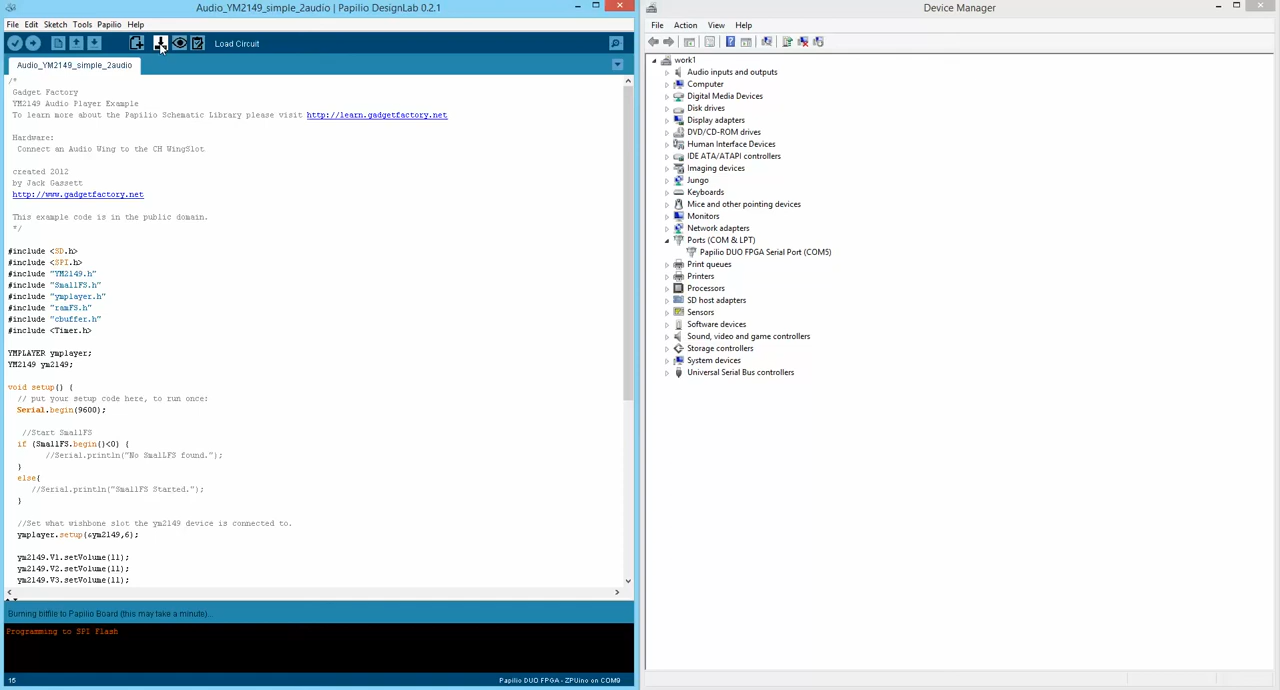 Audio_YM2149_simple_2audio | Papilio DesignLab 0.2.1
File Edit Sketch Tools Papilio Help
Load Circuit
Audio_YM2149_simple_2audio
/*
Gadget Factory
YM2149 Audio Player Example
To learn more about the Papilio Schematic Library please visit http://learn.gadgetfactory.net
Hardware:
Connect an Audio Wing to the CH WingSlot
created 2012
by Jack Gassett
http://www.gadgetfactory.net
This example code is in the public domain.
*/
#include <SD.h>
#include <SPI.h>
#include "YM2149.h"
#include "SmallFS.h"
#include "ymplayer.h"
#include "ramFS.h"
#include "cbuffer.h"
#include <Timer.h>
YMPLAYER ymplayer;
YM2149 ym2149;
void setup() {
// put your setup code here, to run once:
Serial.begin(9600);
//Start SmallFS
if (SmallFS.begin()<0) {
//Serial.println("No SmalLFS found.");
}
else{
//Serial.println("SmallFS Started.");
}
//Set what wishbone slot the ym2149 device is connected to.
ymplayer.setup(&ym2149,6);
ym2149.V1.setVolume(11);
ym2149.V2.setVolume(11);
ym2149.V3.setVolume(11);
Burning bitfile to Papilio Board (this may take a minute)..
Programming to SPI Flash
15
Papilio DUO FPGA - ZPUino on COM9
Device Manager
File Action View Help
work1
Audio inputs and outputs
Computer
Digital Media Devices
Disk drives
Display adapters
DVD/CD-ROM drives
Human Interface Devices
IDE ATA/ATAPI controllers
Imaging devices
Jungo
Keyboards
Mice and other pointing devices
Monitors
Network adapters
Ports (COM & LPT)
Papilio DUO FPGA Serial Port (COM5)
Print queues
Printers
Processors
SD host adapters
Sensors
Software devices
Sound, video and game controllers
Storage controllers
System devices
Universal Serial Bus controllers